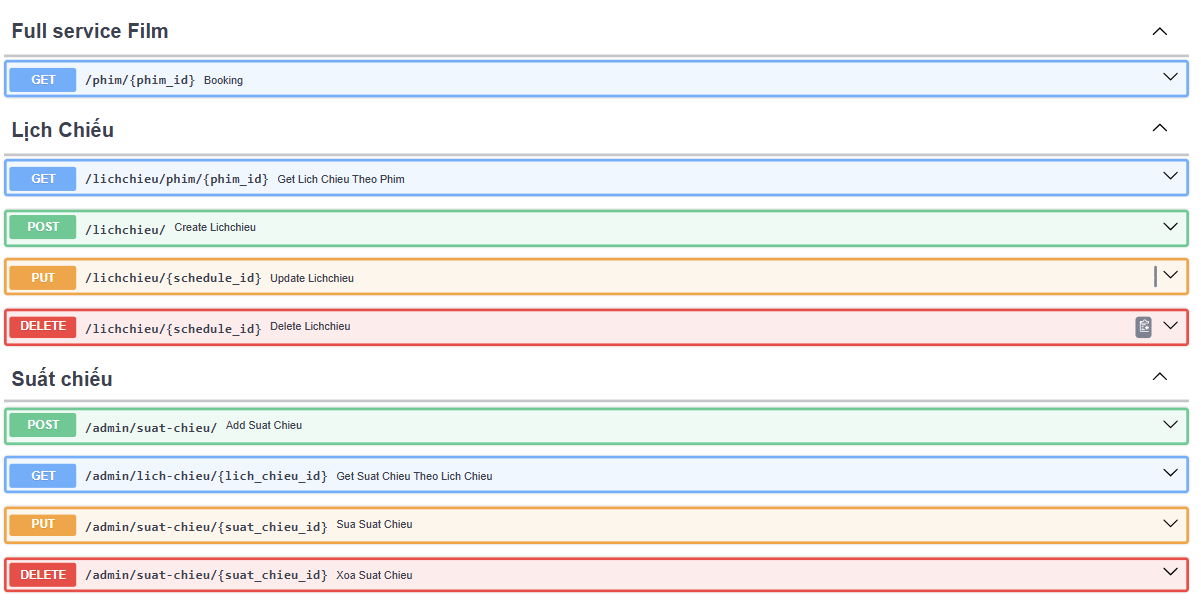 Full service Film
GET /phim/{phim_id} Booking
Lịch Chiếu
GET /lichchieu/phim/{phim_id} Get Lich Chieu Theo Phim
POST /lichchieu/ Create Lichchieu
PUT /lichchieu/{schedule_id} Update Lichchieu
DELETE /lichchieu/{schedule_id} Delete Lichchieu
Suất chiếu
POST /admin/suat-chieu/ Add Suat Chieu
GET /admin/lich-chieu/{lich_chieu_id} Get Suat Chieu Theo Lich Chieu
PUT /admin/suat-chieu/{suat_chieu_id} Sua Suat Chieu
DELETE /admin/suat-chieu/{suat_chieu_id} Xoa Suat Chieu